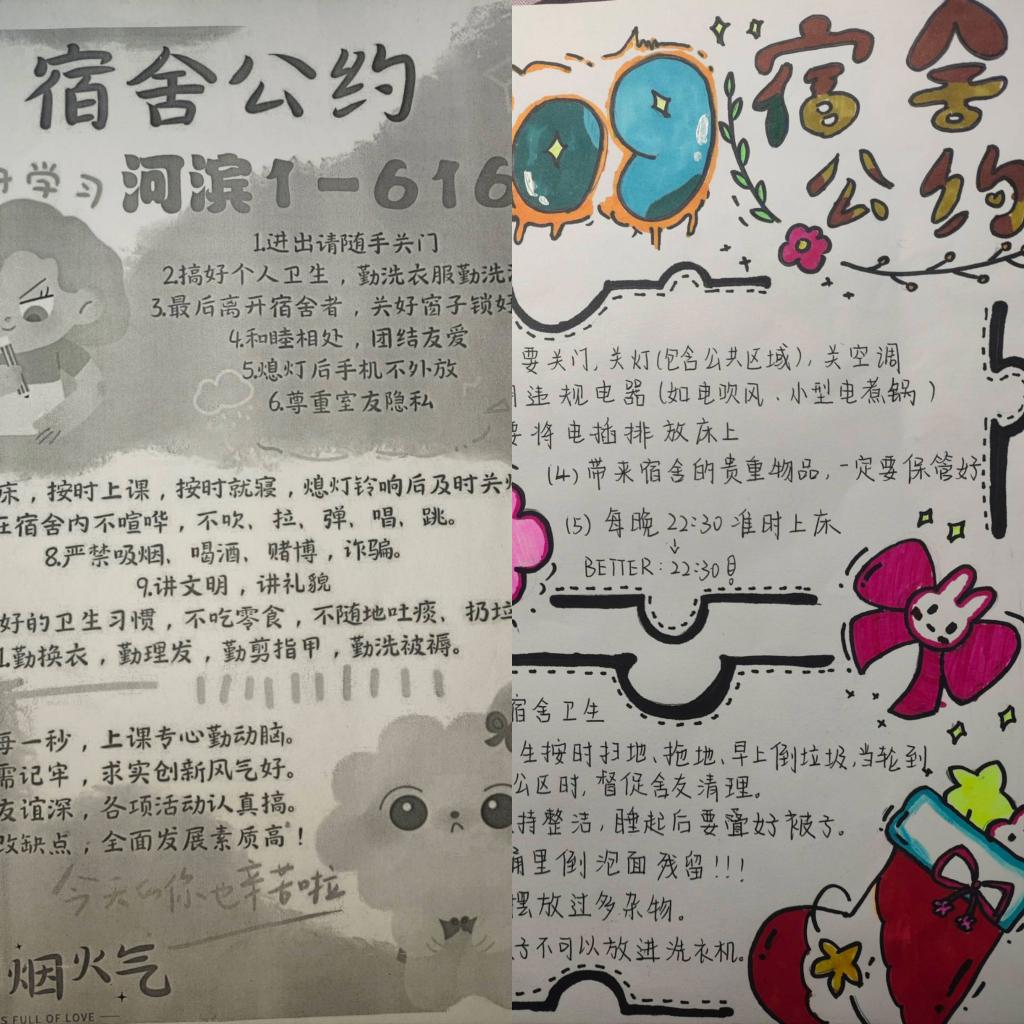 宿舍公约
学习
河滨1-616
1.进出请随手关门
2.搞好个人卫生，勤洗衣服勤洗
3.最后离开宿舍者，关好窗子锁好
4.和睦相处，团结友爱
5.熄灯后手机不外放
6.尊重室友隐私
床，按时上课，按时就寝，熄灯铃响后及时关
在宿舍内不喧哗，不吹、拉、弹、唱、跳。
8.严禁吸烟、喝酒、赌博，诈骗。
9.讲文明，讲礼貌
好的卫生习惯，不吃零食，不随地吐痰、扔垃
1.勤换衣，勤理发，勤剪指甲，勤洗被褥。
每一秒，上课专心勤动脑。
需记牢，求实创新风气好。
友谊深，各项活动认真搞。
改缺点，全面发展素质高！
今天的你也辛苦啦
烟火气
FULL OF LOVE
09
宿舍
公约
要关门,关灯(包含公共区域),关空调
违规电器(如电吹风、小型电煮锅)
要将电插排放床上
(4)带来宿舍的贵重物品,一定要保管好
(5)每晚22:30准时上床
BETTER:22:30!
宿舍卫生
生按时扫地、拖地、早上倒垃圾,当轮到
公区时,督促舍友清理。
持整洁,睡起后要叠好被子。
桶里倒泡面残留!!!
摆放过多杂物。
子不可以放进洗衣机。